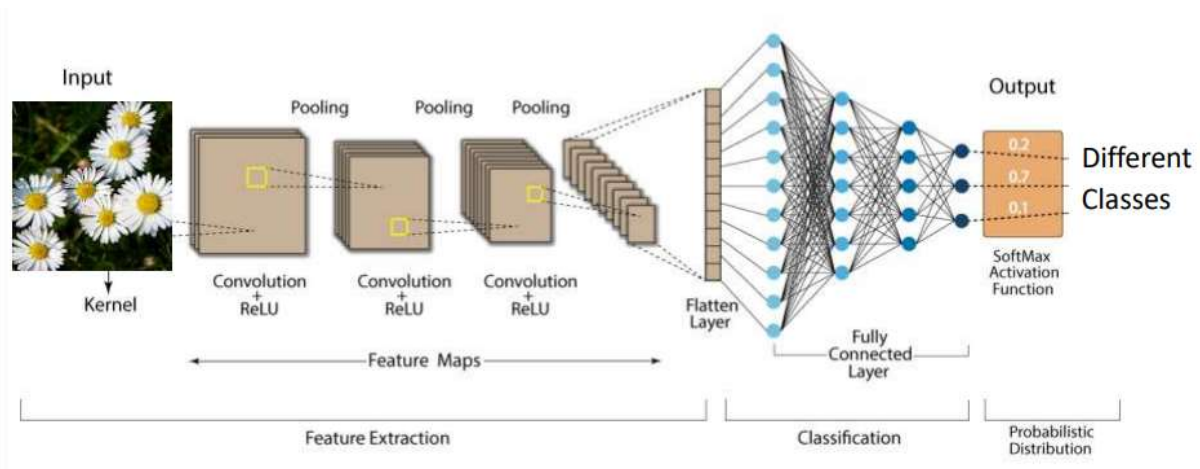 Input
Kernel
Pooling
Pooling
Pooling
Convolution
+
ReLU
Convolution
+
ReLU
Convolution
+
ReLU
Feature Maps
Flatten
Layer
Fully
Connected
Layer
Output
0.2
0.7
0.1
SoftMax
Activation
Function
Different
Classes
Feature Extraction
Classification
Probabilistic
Distribution